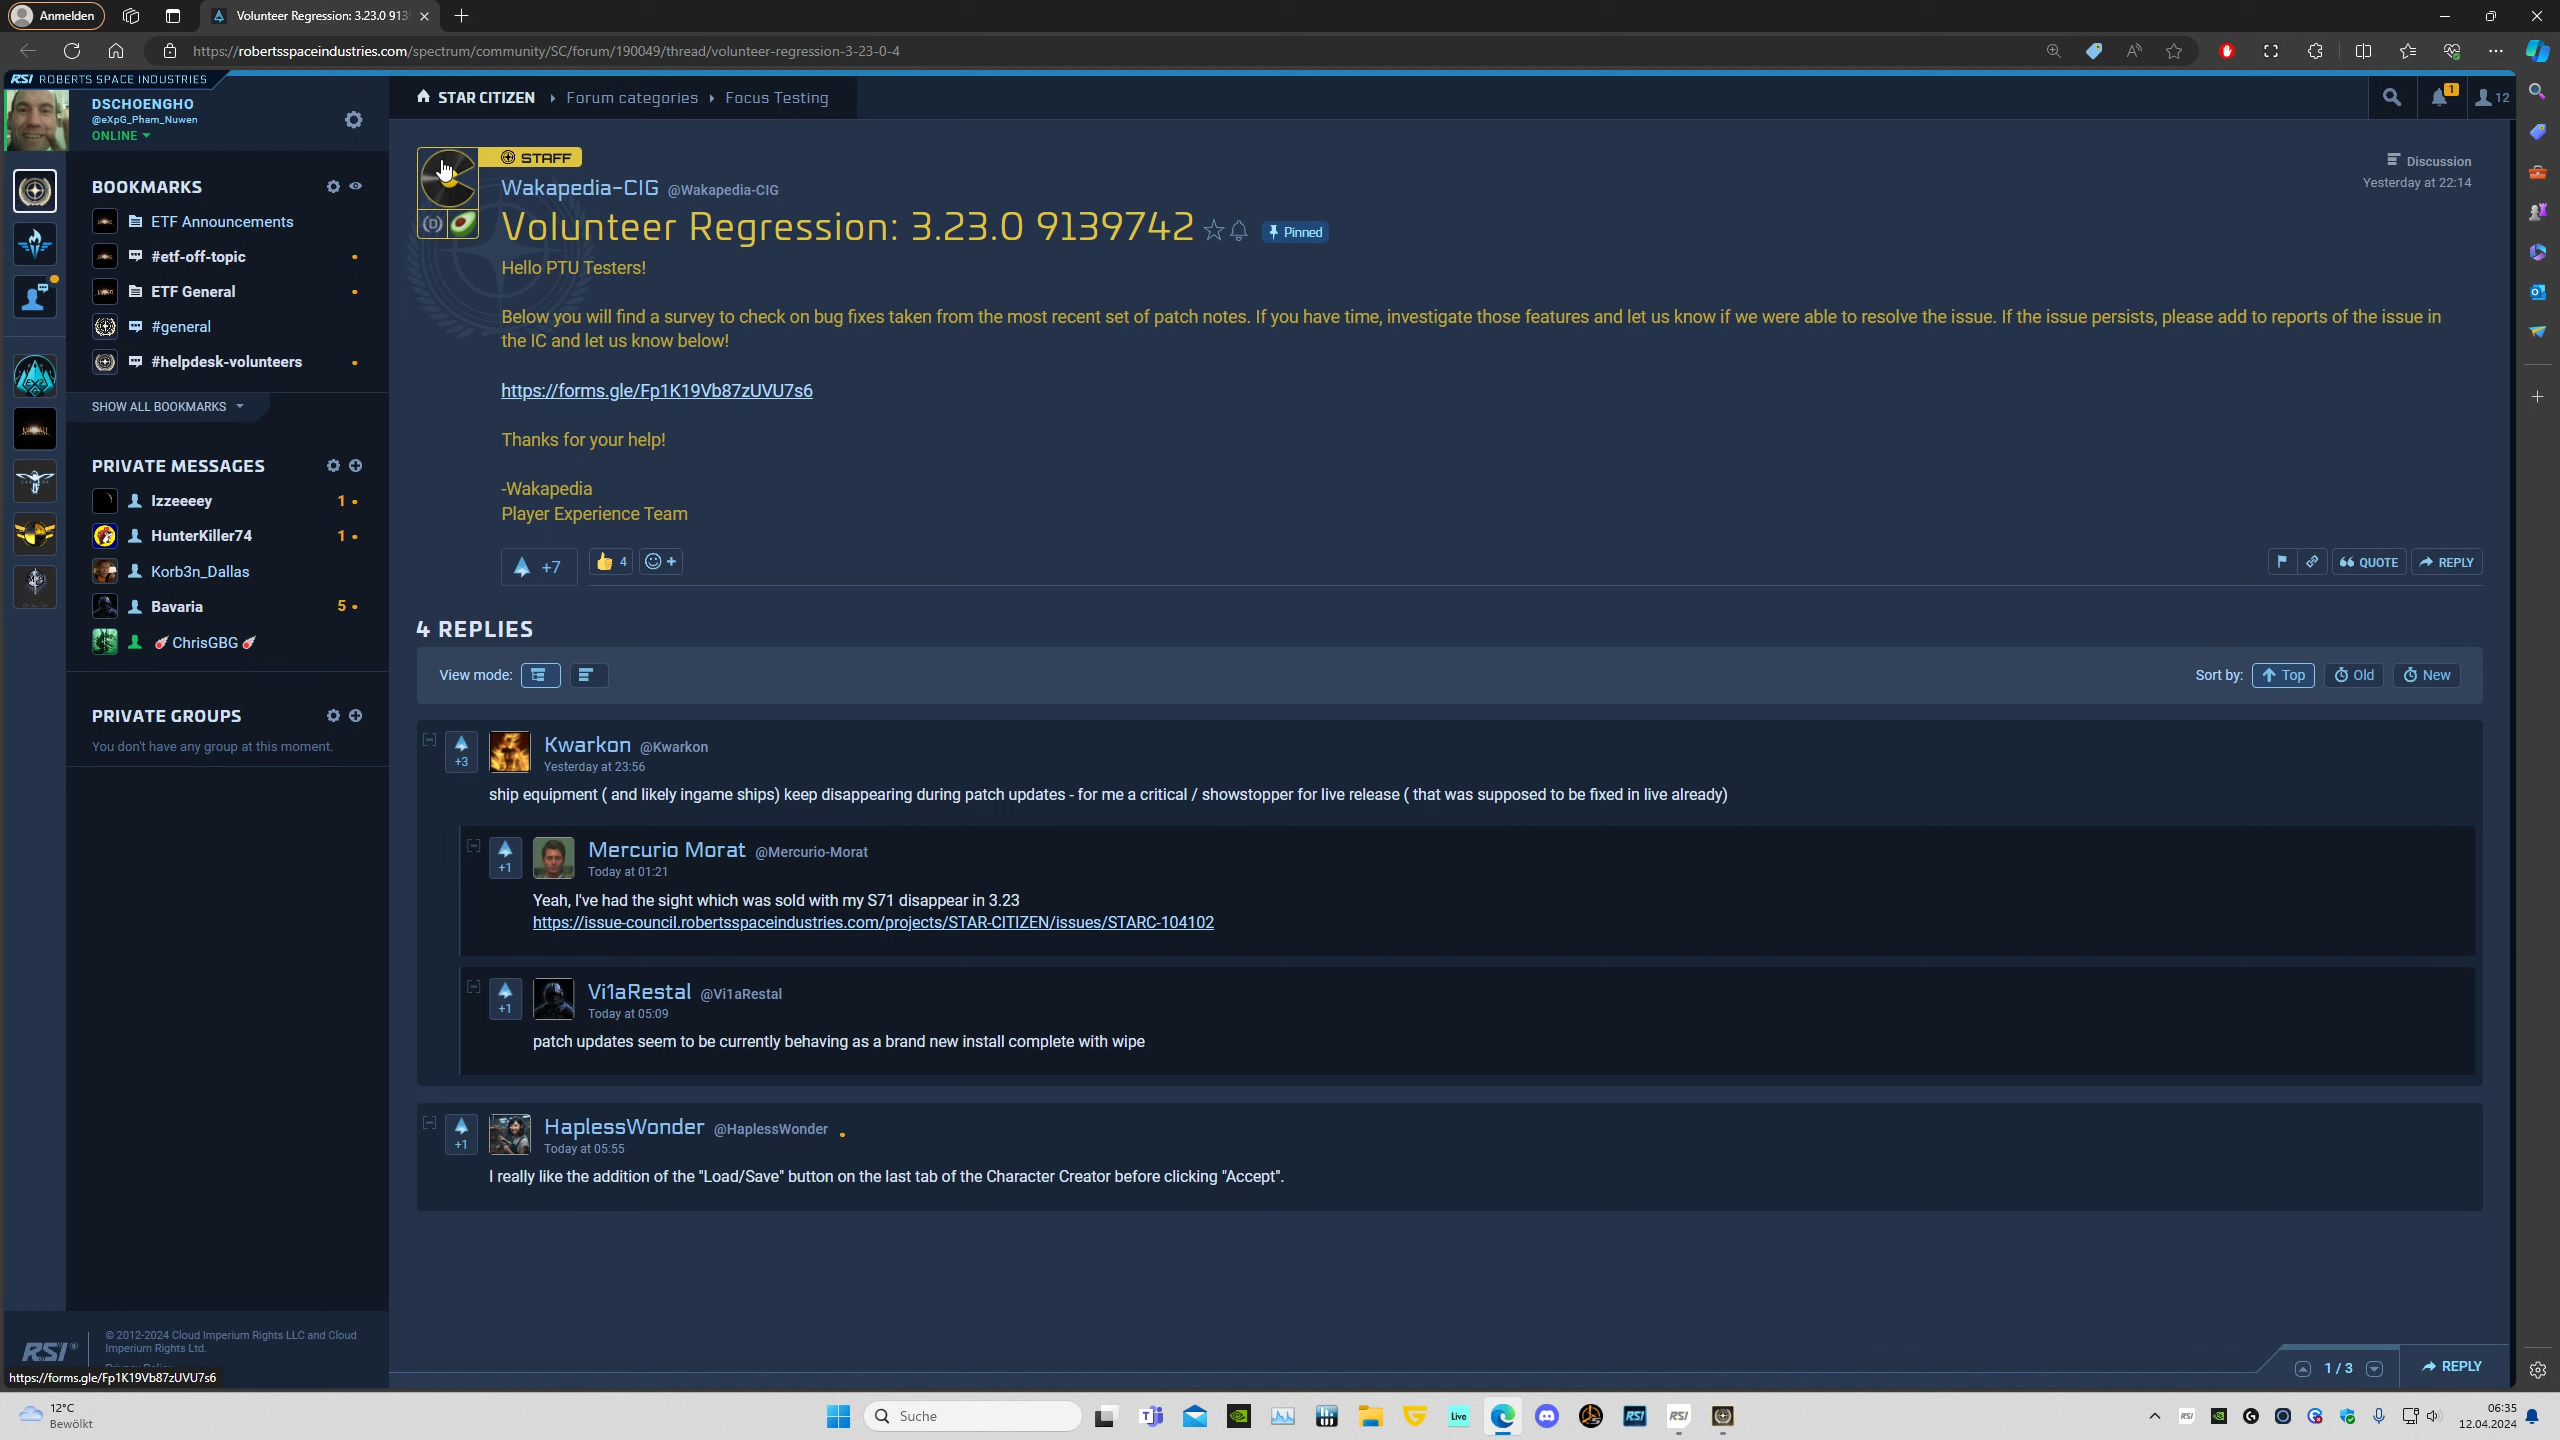 Anmelden
Volunteer Regression: 3.23.0 913
https://robertsspaceindustries.com/spectrum/community/SC/forum/190049/thread/volunteer-regression-3-23-0-4
RSI ROBERTS SPACE INDUSTRIES
DSCHOENGHO
@eXpG_Pham_Nuwen
ONLINE
STAR CITIZEN
Forum categories
Focus Testing
1
12
BOOKMARKS
ETF Announcements
#etf-off-topic
ETF General
#general
#helpdesk-volunteers
SHOW ALL BOOKMARKS
PRIVATE MESSAGES
Izzeeeey 1
HunterKiller74 1
Korb3n_Dallas
Bavaria 5
ChrisGBG
PRIVATE GROUPS
You don't have any group at this moment.
STAFF
Wakapedia-CIG @Wakapedia-CIG
Discussion
Yesterday at 22:14
Volunteer Regression: 3.23.0 9139742
Pinned
Hello PTU Testers!
Below you will find a survey to check on bug fixes taken from the most recent set of patch notes. If you have time, investigate those features and let us know if we were able to resolve the issue. If the issue persists, please add to reports of the issue in
the IC and let us know below!
https://forms.gle/Fp1K19Vb87zUVU7s6
Thanks for your help!
-Wakapedia
Player Experience Team
+7
4
+
QUOTE
REPLY
4 REPLIES
View mode:
Sort by: Top Old New
+3
Kwarkon @Kwarkon
Yesterday at 23:56
ship equipment ( and likely ingame ships) keep disappearing during patch updates - for me a critical / showstopper for live release ( that was supposed to be fixed in live already)
+1
Mercurio Morat @Mercurio-Morat
Today at 01:21
Yeah, I've had the sight which was sold with my S71 disappear in 3.23
https://issue-council.robertsspaceindustries.com/projects/STAR-CITIZEN/issues/STARC-104102
+1
Vi1aRestal @Vi1aRestal
Today at 05:09
patch updates seem to be currently behaving as a brand new install complete with wipe
+1
HaplessWonder @HaplessWonder
Today at 05:55
I really like the addition of the "Load/Save" button on the last tab of the Character Creator before clicking "Accept".
RSI
© 2012-2024 Cloud Imperium Rights LLC and Cloud
Imperium Rights Ltd.
https://forms.gle/Fp1K19Vb87zUVU7s6
1 / 3
REPLY
12°C
Bewölkt
Suche
Live
RSI
RSI
RSI
06:35
12.04.2024